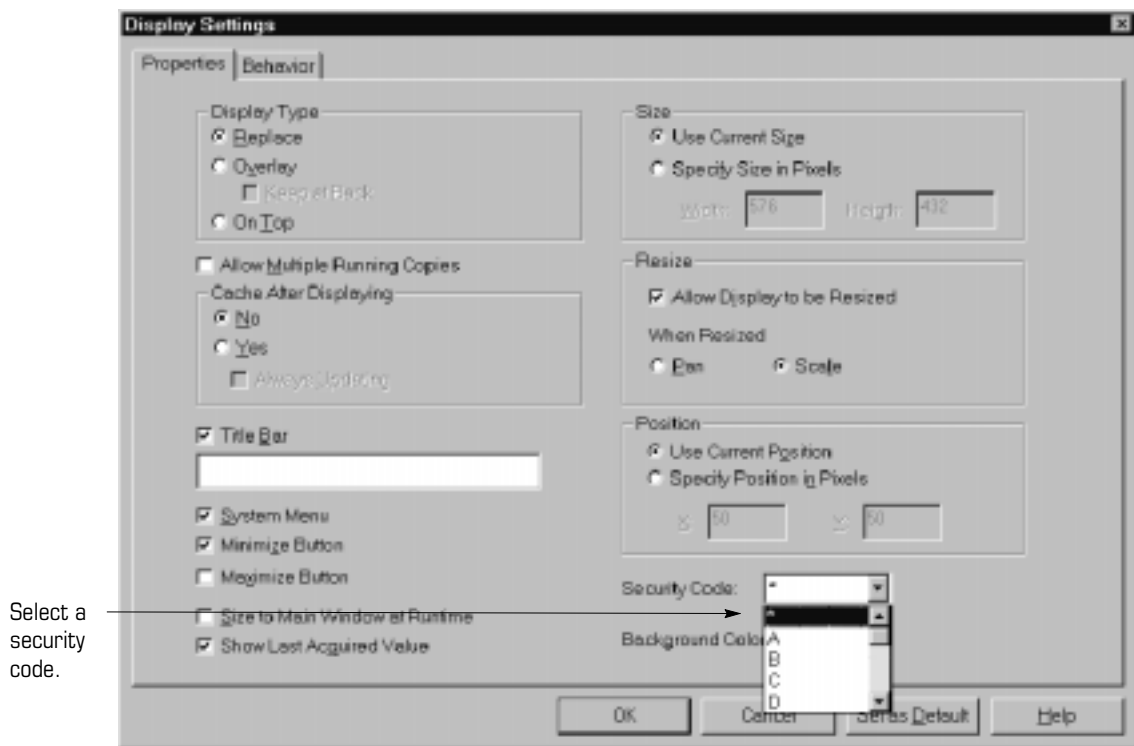 Display Settings
Properties
Behavior
Display Type
Replace
Overlay
Keep at Back
On Top
Allow Multiple Running Copies
Cache After Displaying
No
Yes
Always Updating
Title Bar
System Menu
Minimize Button
Maximize Button
Size to Main Window at Runtime
Show Last Acquired Value
Size
Use Current Size
Specify Size in Pixels
Width: 576 Height: 432
Resize
Allow Display to be Resized
When Resized
Pan Scale
Position
Use Current Position
Specify Position in Pixels
X: 50 Y: 50
Security Code: *
*
A
B
C
D
Background Color
OK Cancel Set as Default Help
Select a
security
code.